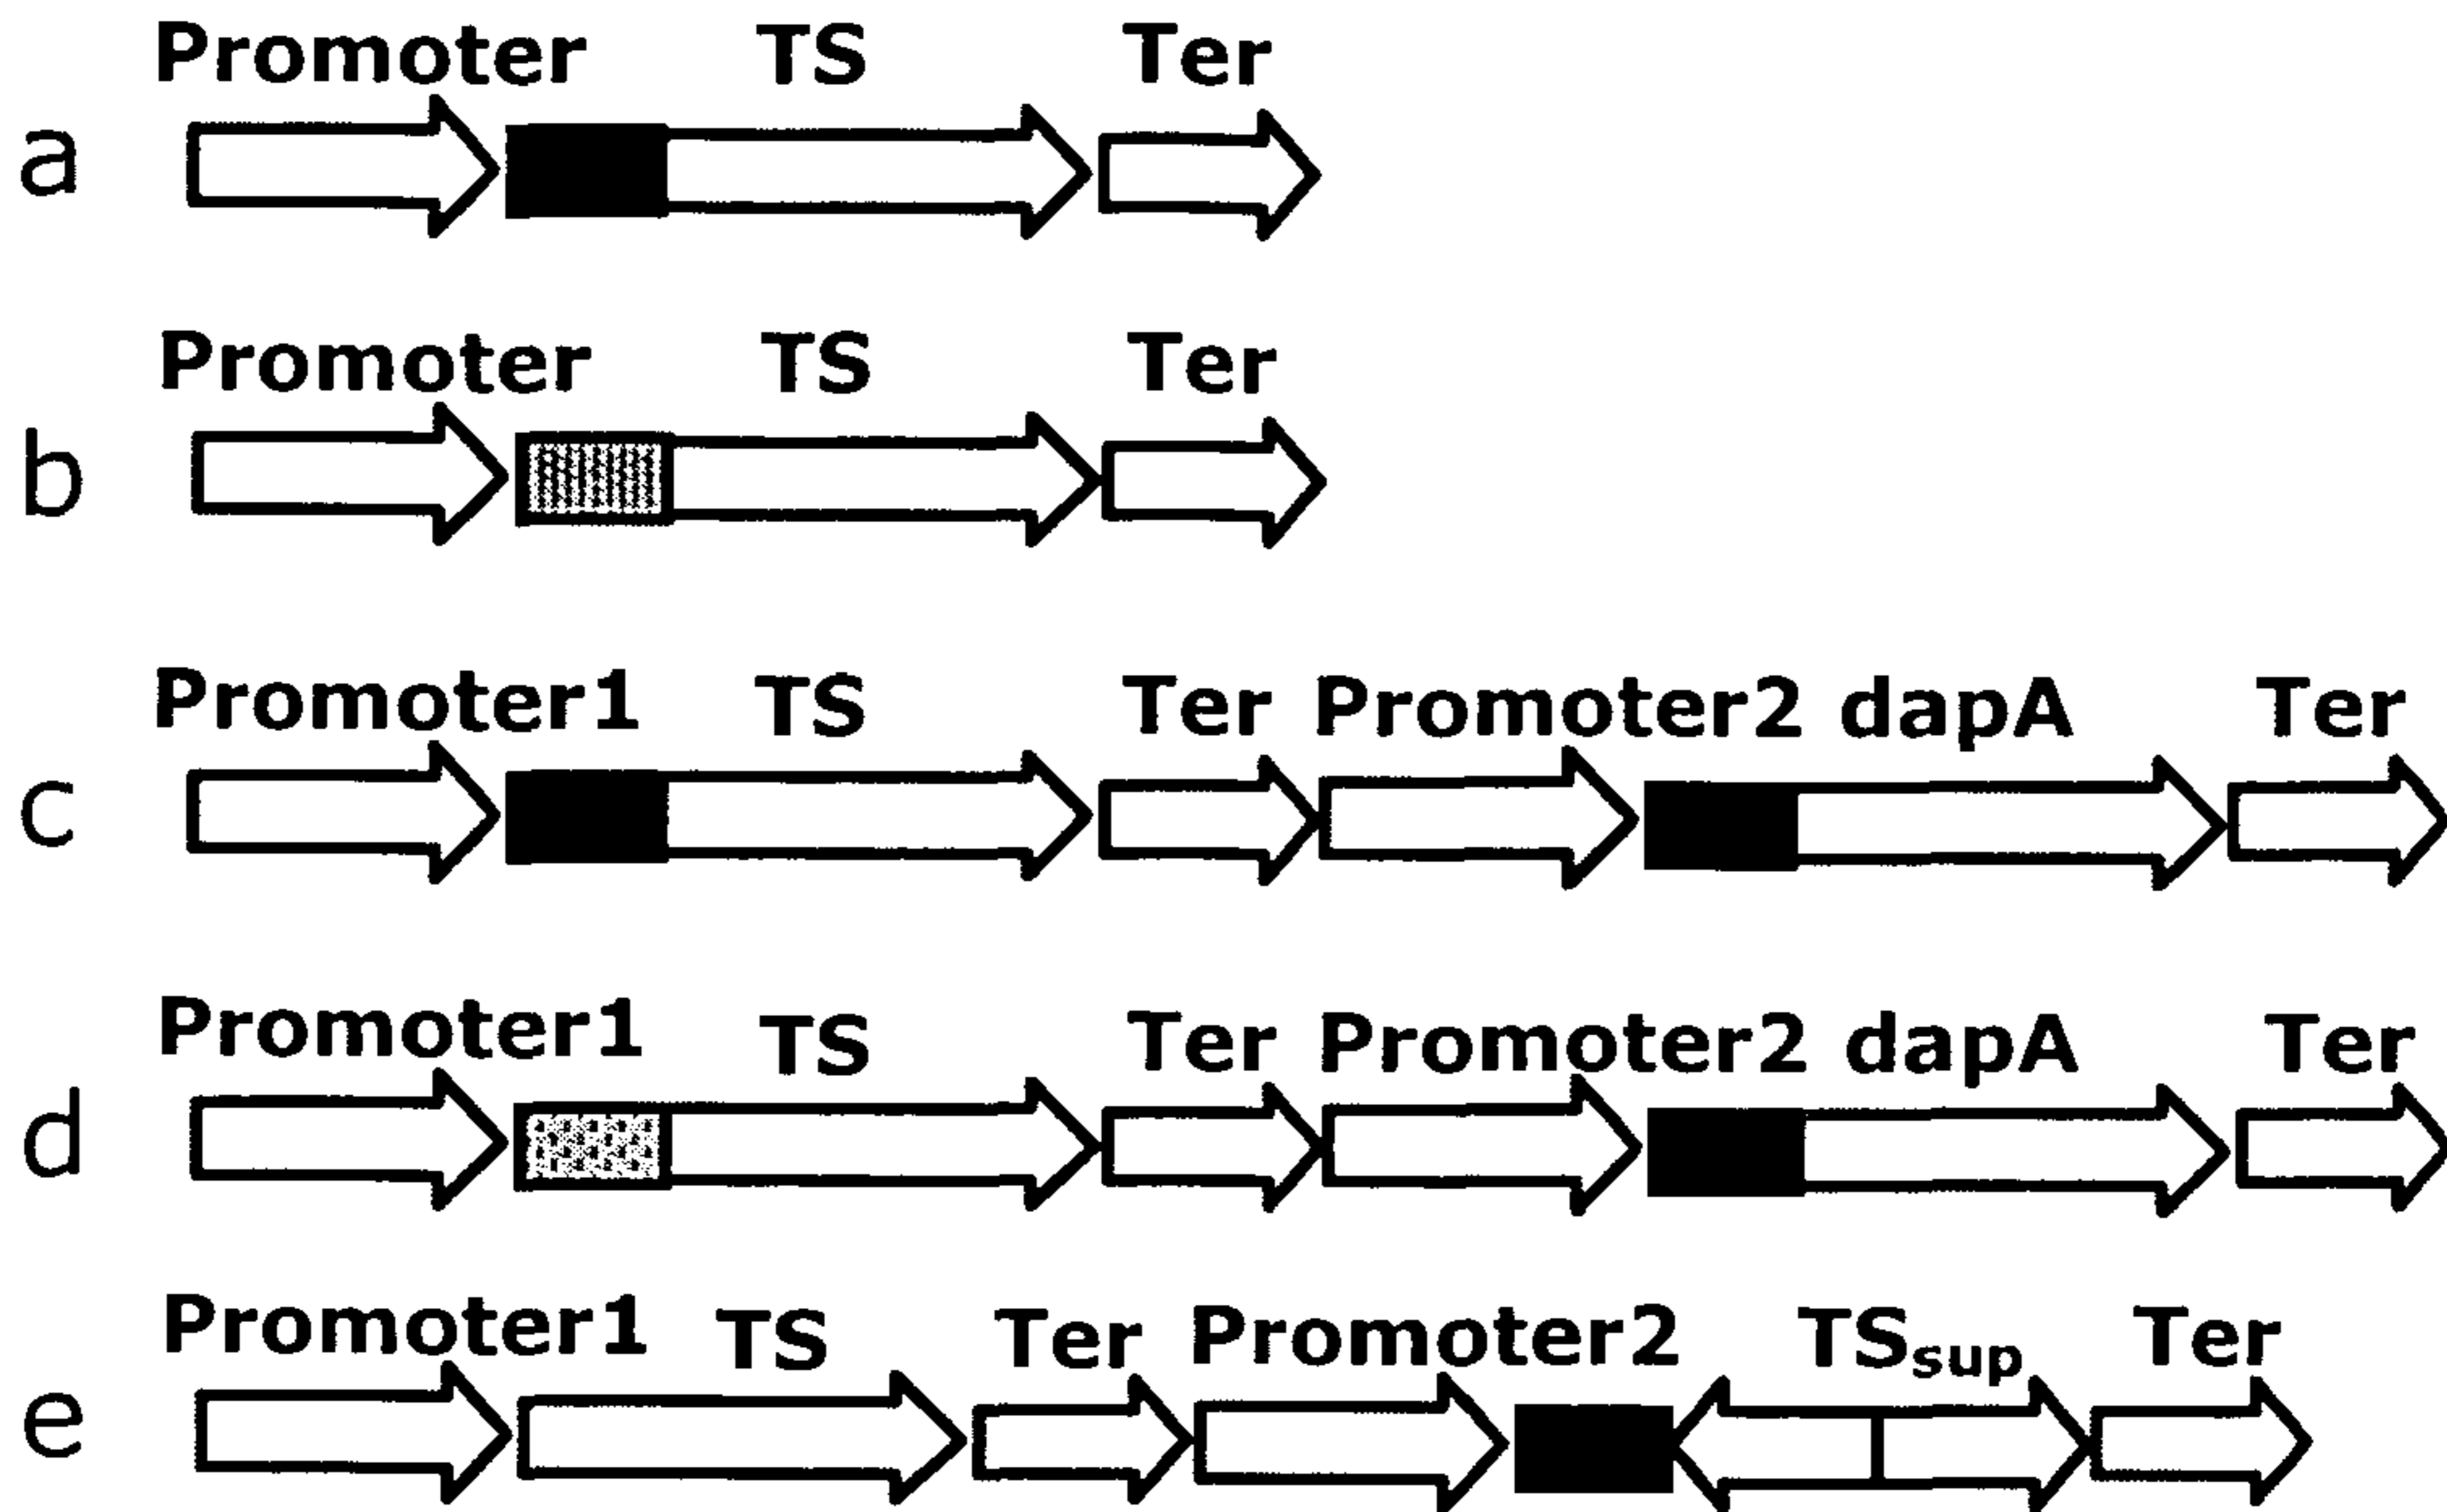 Promoter TS Ter
a
Promoter TS Ter
b
Promoter1 TS Ter Promoter2 dapA Ter
c
Promoter1 TS Ter Promoter2 dapA Ter
d
Promoter1 TS Ter Promoter2 TSsup Ter
e